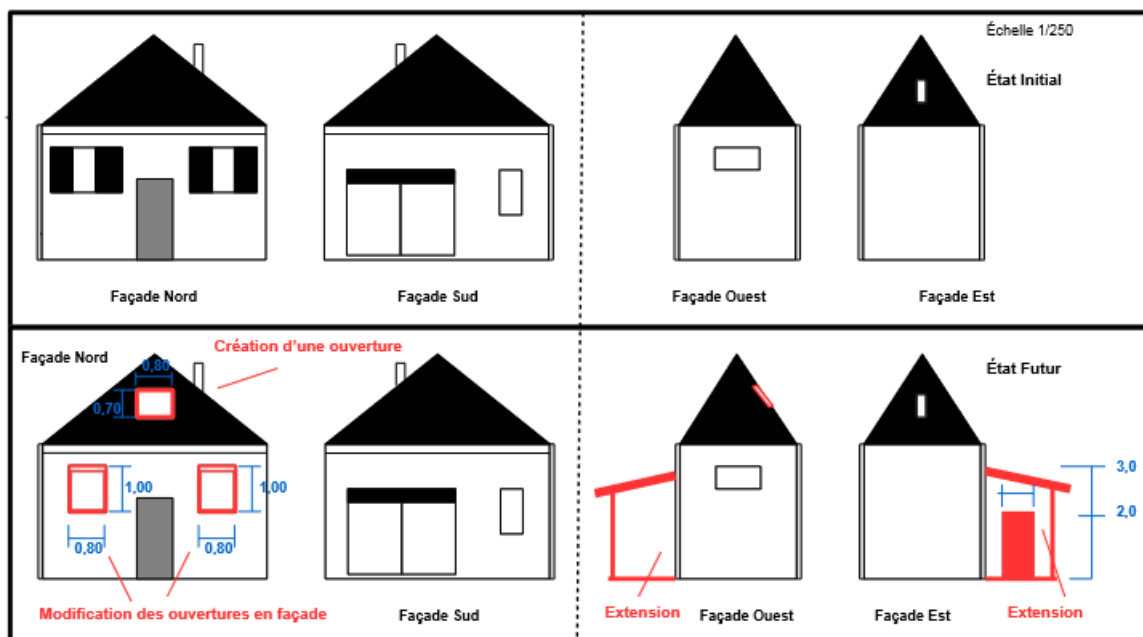 Échelle 1/250
État Initial
Façade Nord
Façade Sud
Façade Ouest
Façade Est
Façade Nord
Création d'une ouverture
0,80
0,70
État Futur
1,00
1,00
0,80
0,80
3,0
2,0
Modification des ouvertures en façade
Façade Sud
Extension
Façade Ouest
Façade Est
Extension